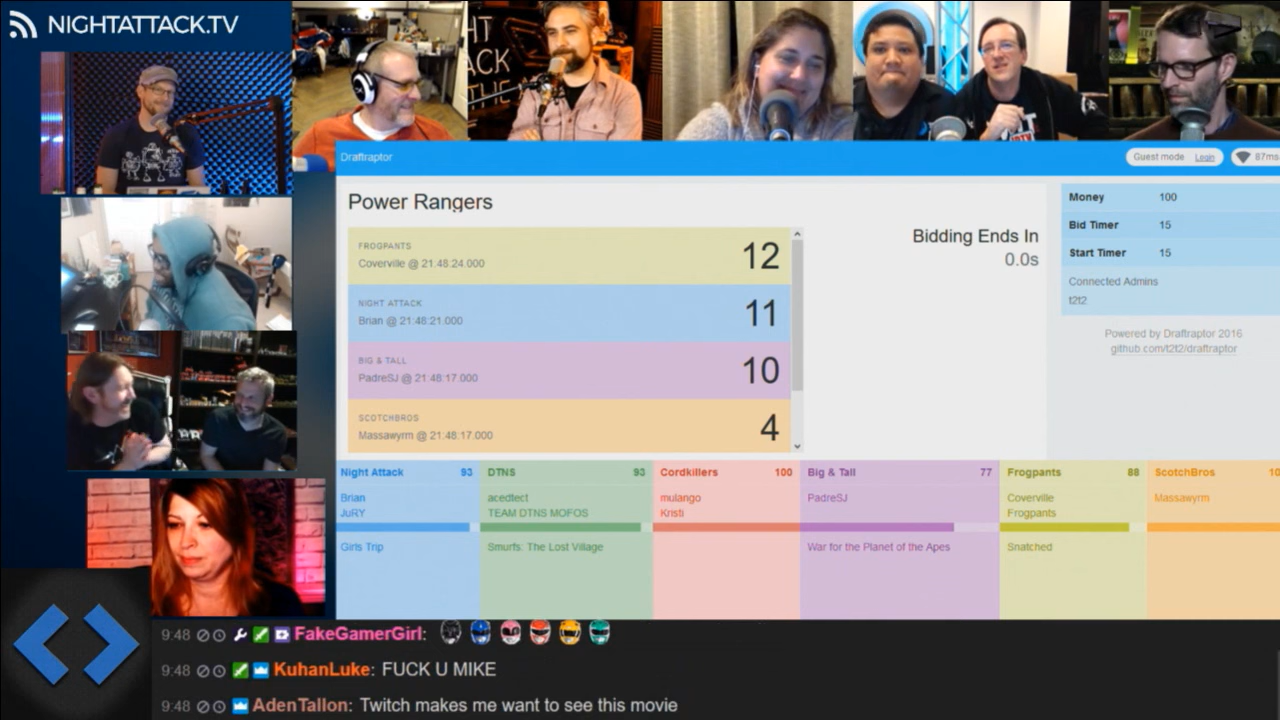 NIGHTATTACK.TV
Draftraptor
Guest mode Login
87ms
Power Rangers
Bidding Ends In
0.0s
FROGPANTS
Coverville @ 21:48:24.000
12
NIGHT ATTACK
Brian @ 21:48:21.000
11
BIG & TALL
PadreSJ @ 21:48:17.000
10
SCOTCHBROS
Massawyrm @ 21:48:17.000
4
Money 100
Bid Timer 15
Start Timer 15
Connected Admins
t2t2
Powered by Draftraptor 2016
github.com/t2t2/draftraptor
Night Attack 93
Brian
JuRY
Girls Trip
DTNS 93
acedtect
TEAM DTNS MOFOS
Smurfs: The Lost Village
Cordkillers 100
mulango
Kristi
Big & Tall 77
PadreSJ
War for the Planet of the Apes
Frogpants 88
Coverville
Frogpants
Snatched
ScotchBros 10
Massawyrm
9:48 FakeGamerGirl:
9:48 KuhanLuke: FUCK U MIKE
9:48 AdenTallon: Twitch makes me want to see this movie